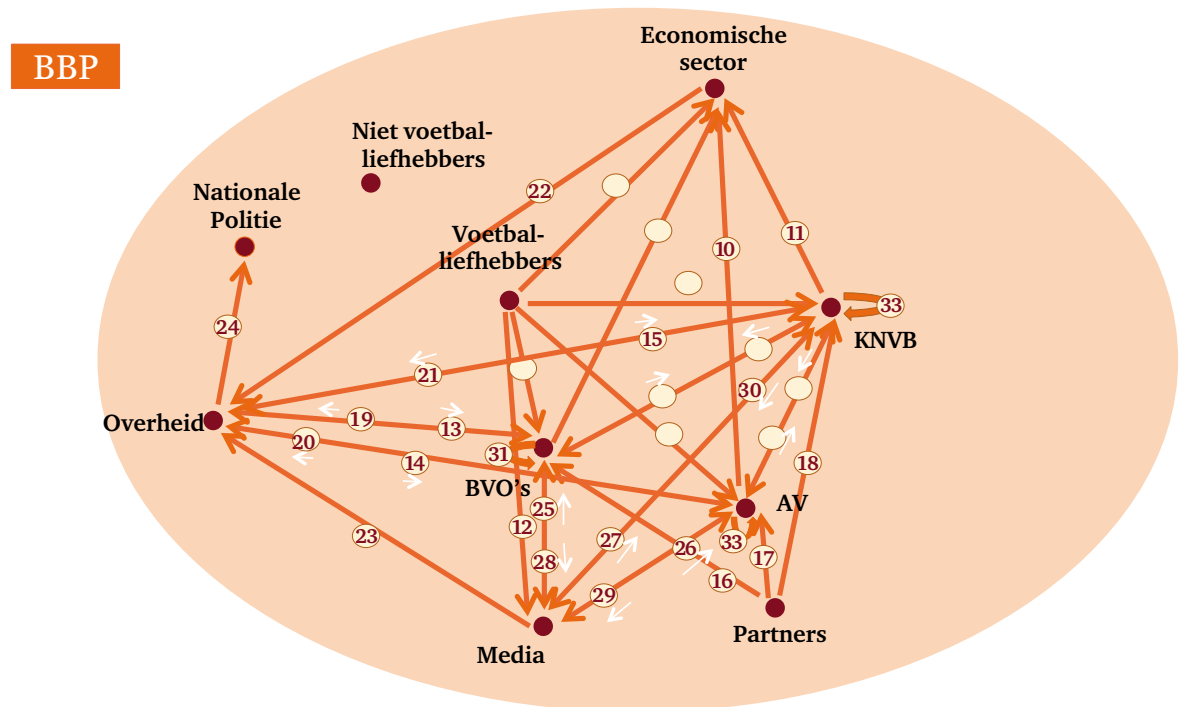 BBP
Economische
sector
Niet voetbal-
liefhebbers
Nationale
Politie
22
Voetbal-
liefhebbers
10
11
24
33
15
KNVB
21
30
Overheid
19
13
20
31
14
18
BVO's
AV
25
12
23
27
26
33
17
28
16
29
Partners
Media